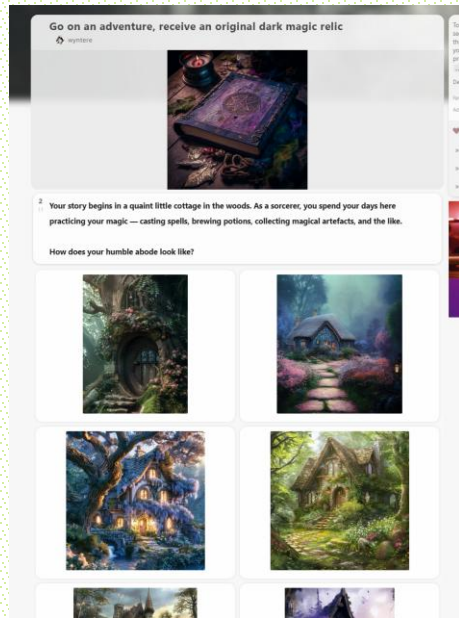 Go on an adventure, receive an original dark magic relic
wyntere
2
Your story begins in a quaint little cottage in the woods. As a sorcerer, you spend your days here
practicing your magic — casting spells, brewing potions, collecting magical artefacts, and the like.
How does your humble abode look like?